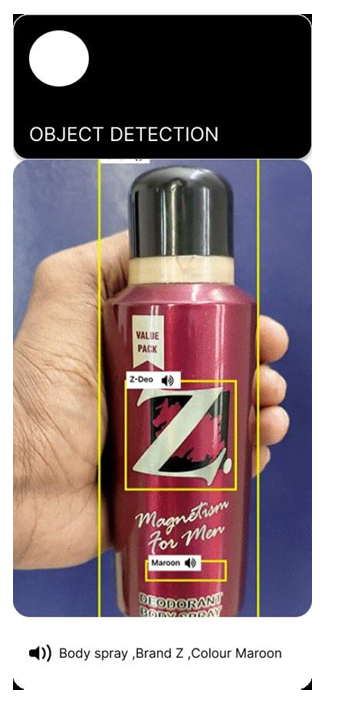 OBJECT DETECTION
VALUE
PACK
Z-Deo
Z.
Magnetism
For Men
Maroon
DEODORANT
BODY SPRAY
Body spray ,Brand Z ,Colour Maroon